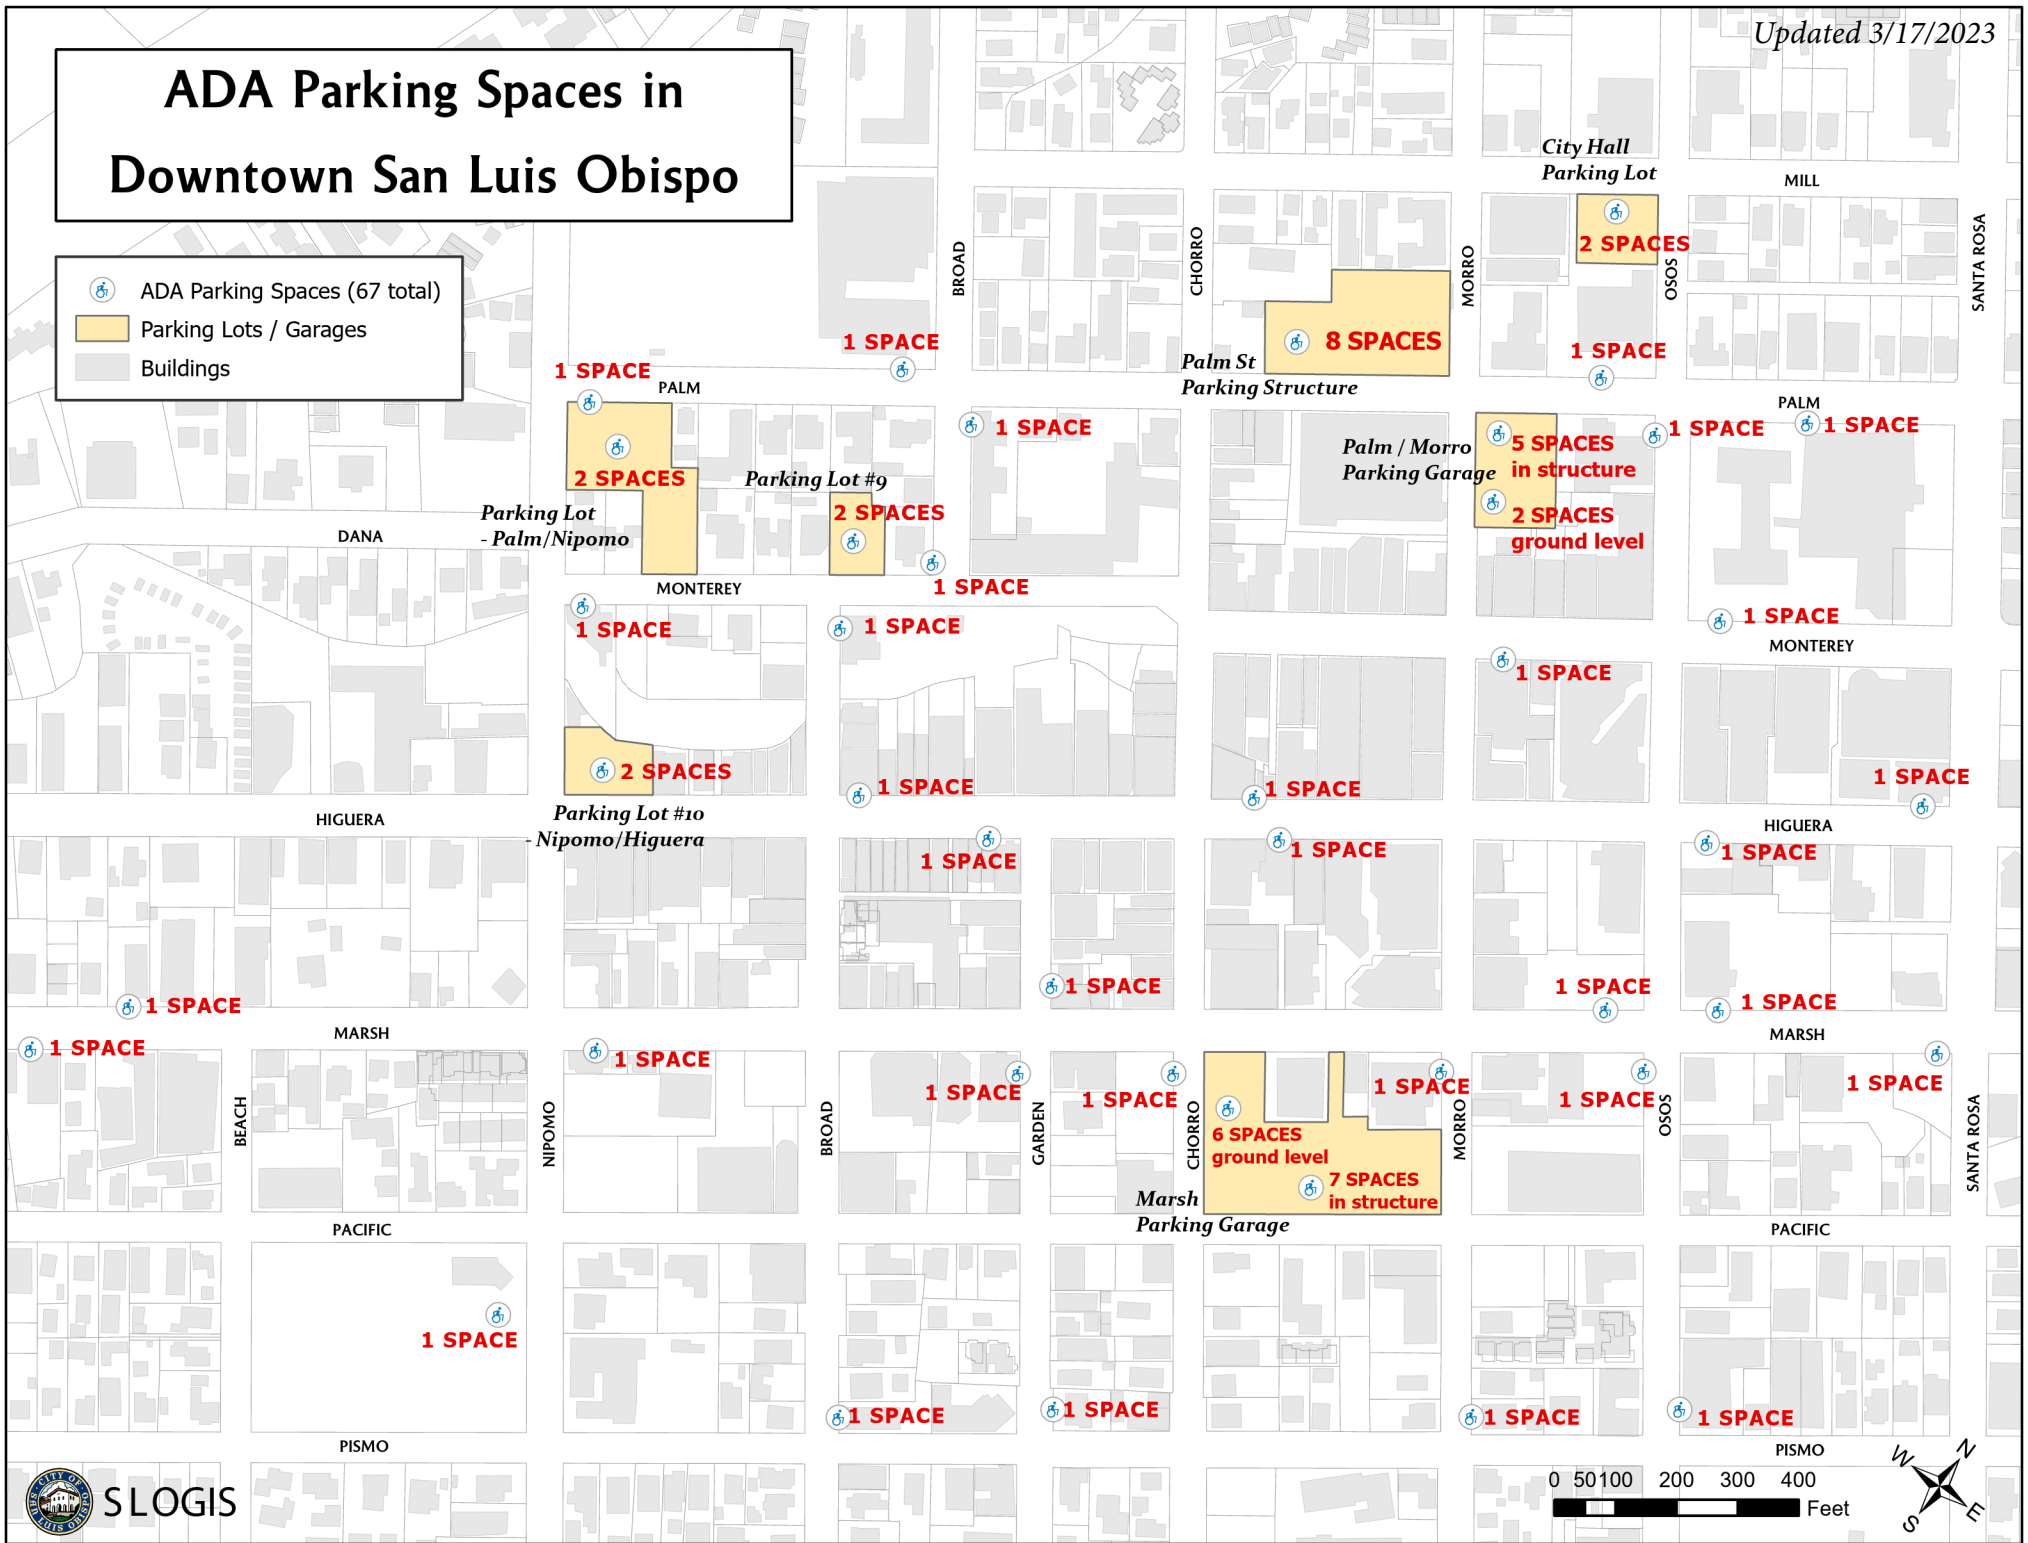 Updated 3/17/2023
ADA Parking Spaces in
Downtown San Luis Obispo
ADA Parking Spaces (67 total)
Parking Lots / Garages
Buildings
City Hall
Parking Lot
MILL
2 SPACES
BROAD
CHORRO
MORRO
OSOS
SANTA ROSA
1 SPACE
8 SPACES
1 SPACE
Palm St
Parking Structure
1 SPACE
PALM
PALM
1 SPACE
1 SPACE
1 SPACE
Palm / Morro
Parking Garage
5 SPACES
in structure
2 SPACES
ground level
2 SPACES
Parking Lot #9
2 SPACES
Parking Lot
- Palm/Nipomo
DANA
1 SPACE
MONTEREY
1 SPACE
1 SPACE
1 SPACE
MONTEREY
1 SPACE
2 SPACES
1 SPACE
1 SPACE
1 SPACE
Parking Lot #10
- Nipomo/Higuera
HIGUERA
HIGUERA
1 SPACE
1 SPACE
1 SPACE
1 SPACE
1 SPACE
1 SPACE
1 SPACE
MARSH
MARSH
1 SPACE
1 SPACE
1 SPACE
1 SPACE
1 SPACE
1 SPACE
1 SPACE
BEACH
NIPOMO
BROAD
GARDEN
CHORRO
MORRO
OSOS
SANTA ROSA
6 SPACES
ground level
7 SPACES
in structure
Marsh
Parking Garage
PACIFIC
PACIFIC
1 SPACE
1 SPACE
1 SPACE
1 SPACE
1 SPACE
PISMO
PISMO
CITY OF
SAN LUIS OBISPO
SLOGIS
0 50 100 200 300 400
Feet
N
W
E
S